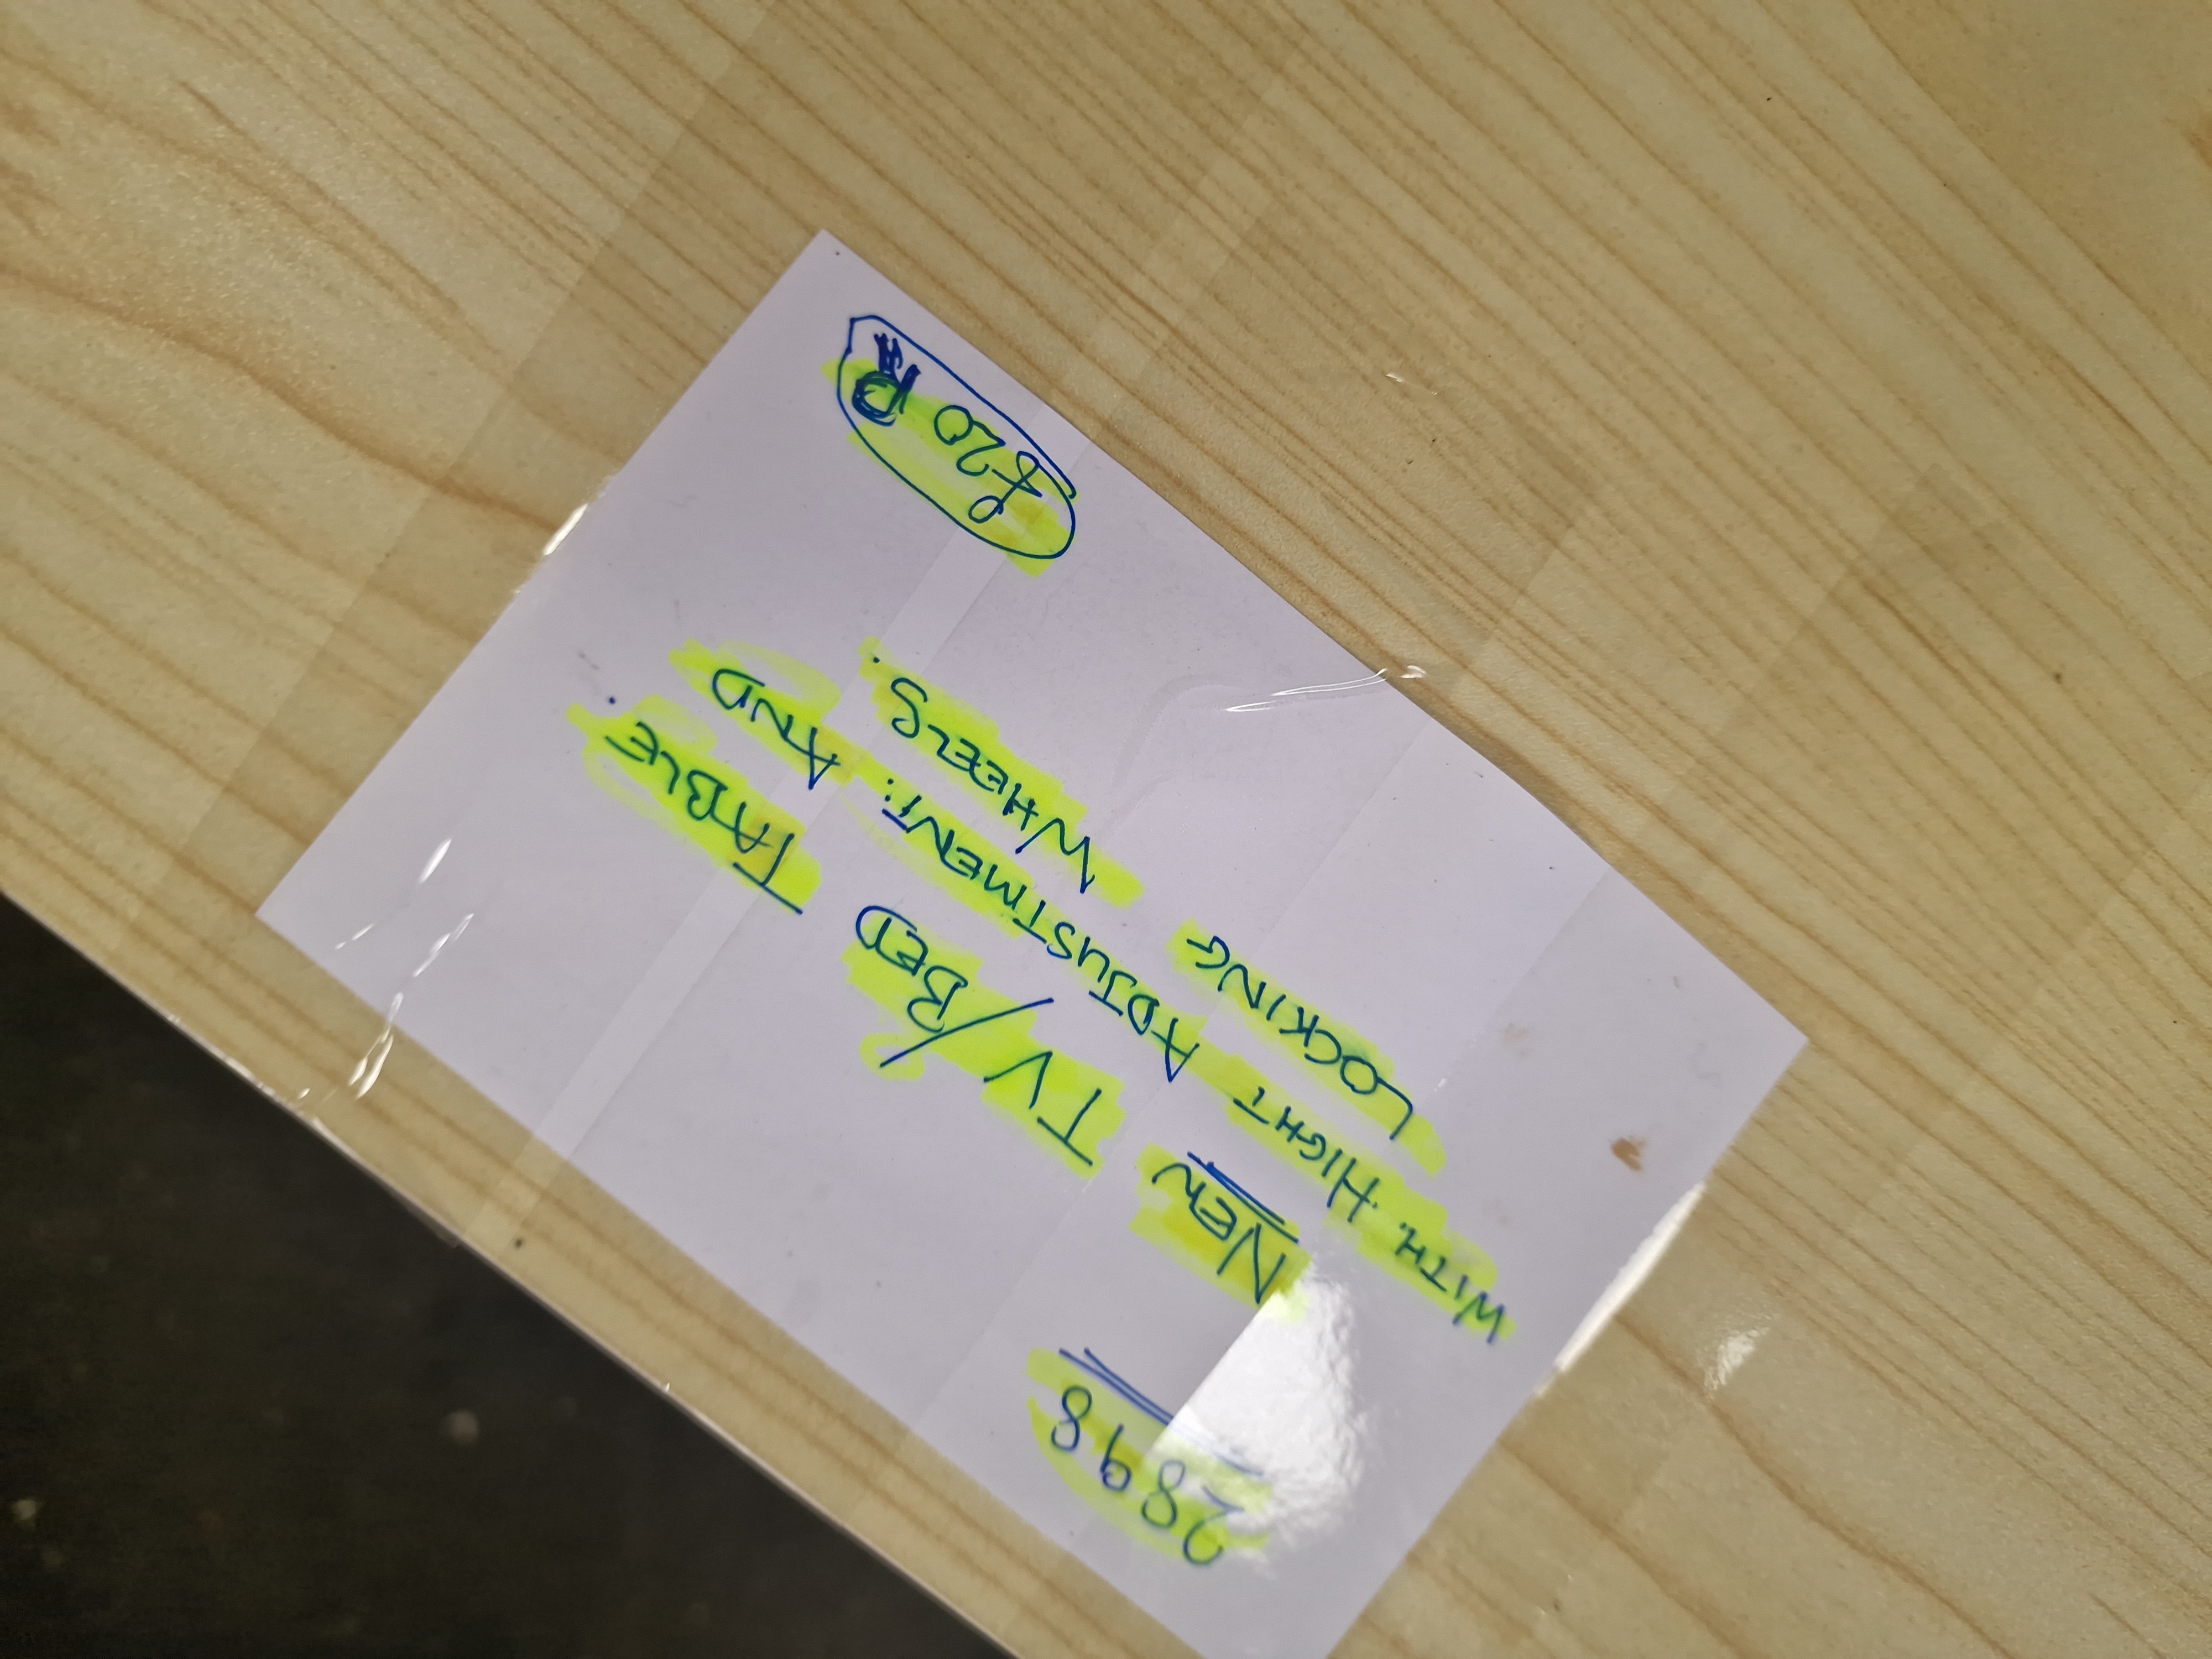 2898
NEW TV/BED TABLE.
WITH. HIGHT ADJUSTMENT: AND
LOCKING WHEELS.
£20